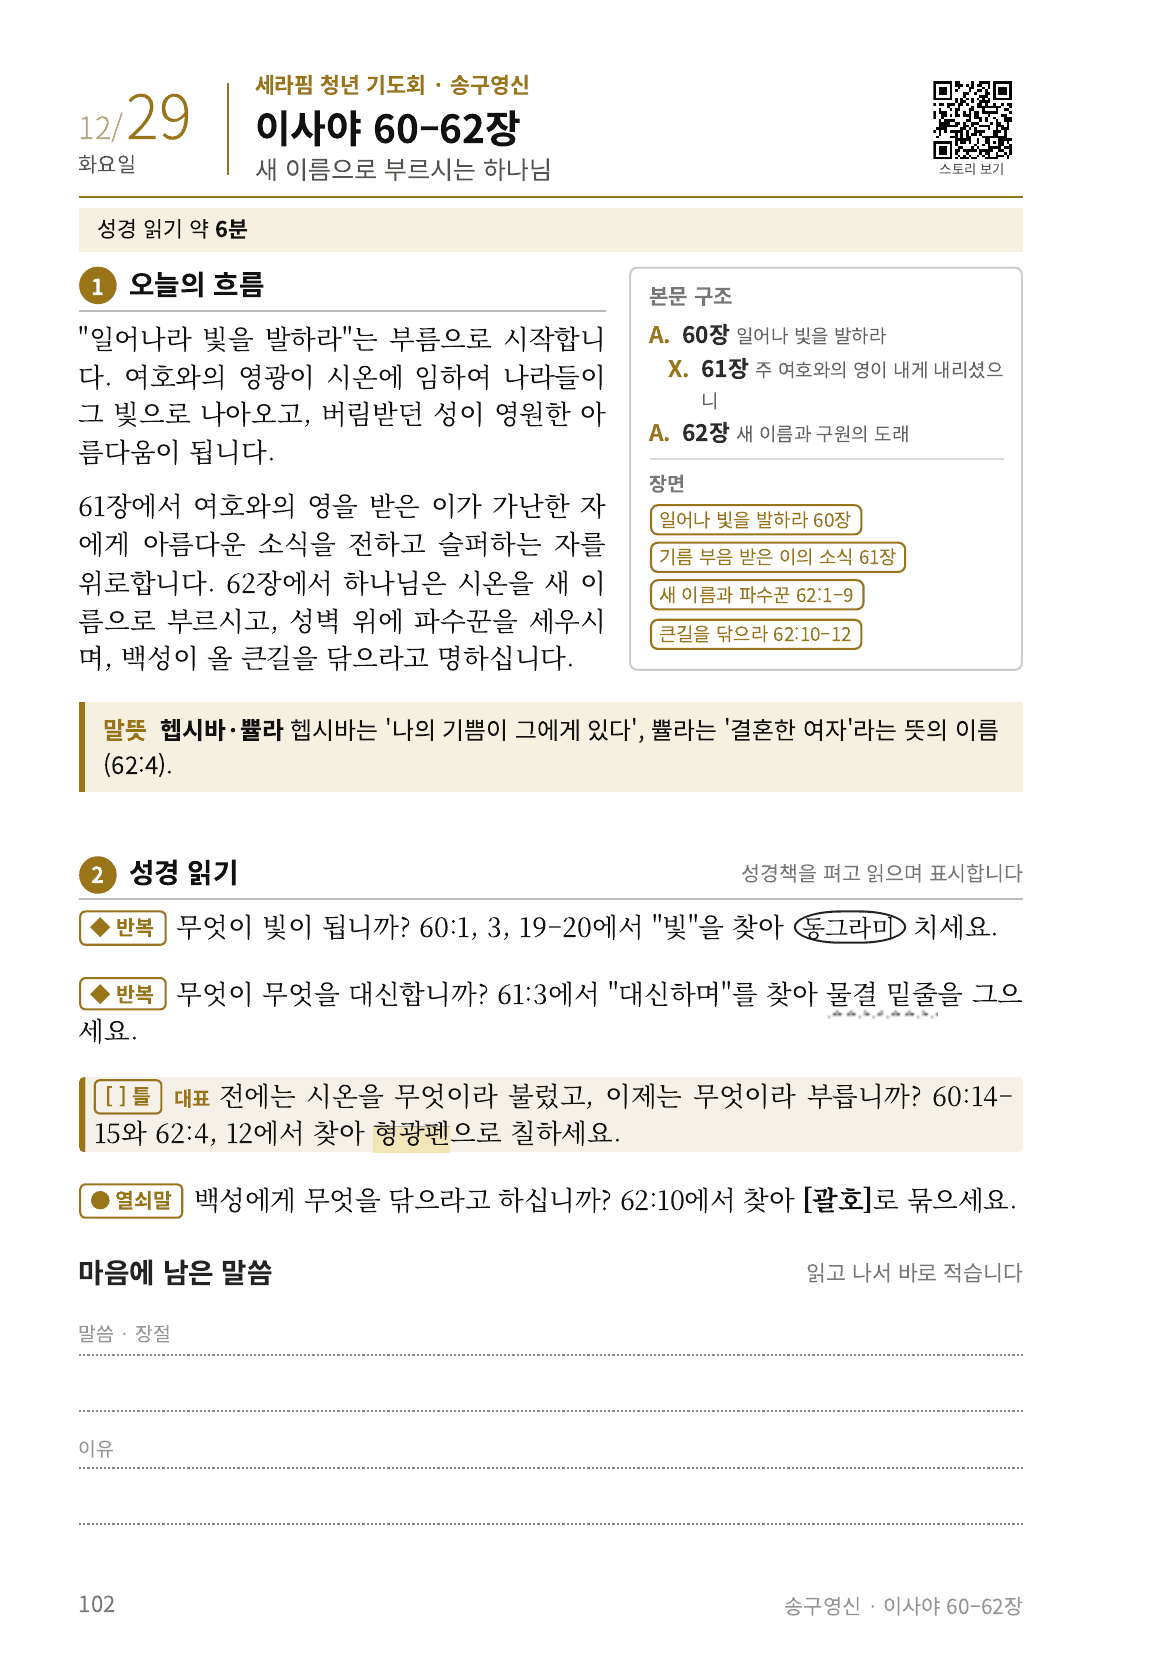 12/29
화요일
세라핌 청년 기도회 · 송구영신
이사야 60–62장
새 이름으로 부르시는 하나님
스토리 보기
성경 읽기 약 6분
1 오늘의 흐름
"일어나라 빛을 발하라"는 부름으로 시작합니
다. 여호와의 영광이 시온에 임하여 나라들이
그 빛으로 나아오고, 버림받던 성이 영원한 아
름다움이 됩니다.
61장에서 여호와의 영을 받은 이가 가난한 자
에게 아름다운 소식을 전하고 슬퍼하는 자를
위로합니다. 62장에서 하나님은 시온을 새 이
름으로 부르시고, 성벽 위에 파수꾼을 세우시
며, 백성이 올 큰길을 닦으라고 명하십니다.
본문 구조
A. 60장 일어나 빛을 발하라
X. 61장 주 여호와의 영이 내게 내리셨으
니
A. 62장 새 이름과 구원의 도래
장면
일어나 빛을 발하라 60장
기름 부음 받은 이의 소식 61장
새 이름과 파수꾼 62:1–9
큰길을 닦으라 62:10–12
말뜻 헵시바·쁄라 헵시바는 '나의 기쁨이 그에게 있다', 쁄라는 '결혼한 여자'라는 뜻의 이름
(62:4).
2 성경 읽기
성경책을 펴고 읽으며 표시합니다
◆ 반복 무엇이 빛이 됩니까? 60:1, 3, 19–20에서 "빛"을 찾아 동그라미 치세요.
◆ 반복 무엇이 무엇을 대신합니까? 61:3에서 "대신하며"를 찾아 물결 밑줄을 그으
세요.
[ ] 틀 대표 전에는 시온을 무엇이라 불렀고, 이제는 무엇이라 부릅니까? 60:14–
15와 62:4, 12에서 찾아 형광펜으로 칠하세요.
● 열쇠말 백성에게 무엇을 닦으라고 하십니까? 62:10에서 찾아 [괄호]로 묶으세요.
마음에 남은 말씀
읽고 나서 바로 적습니다
말씀 · 장절
이유
102
송구영신 · 이사야 60–62장